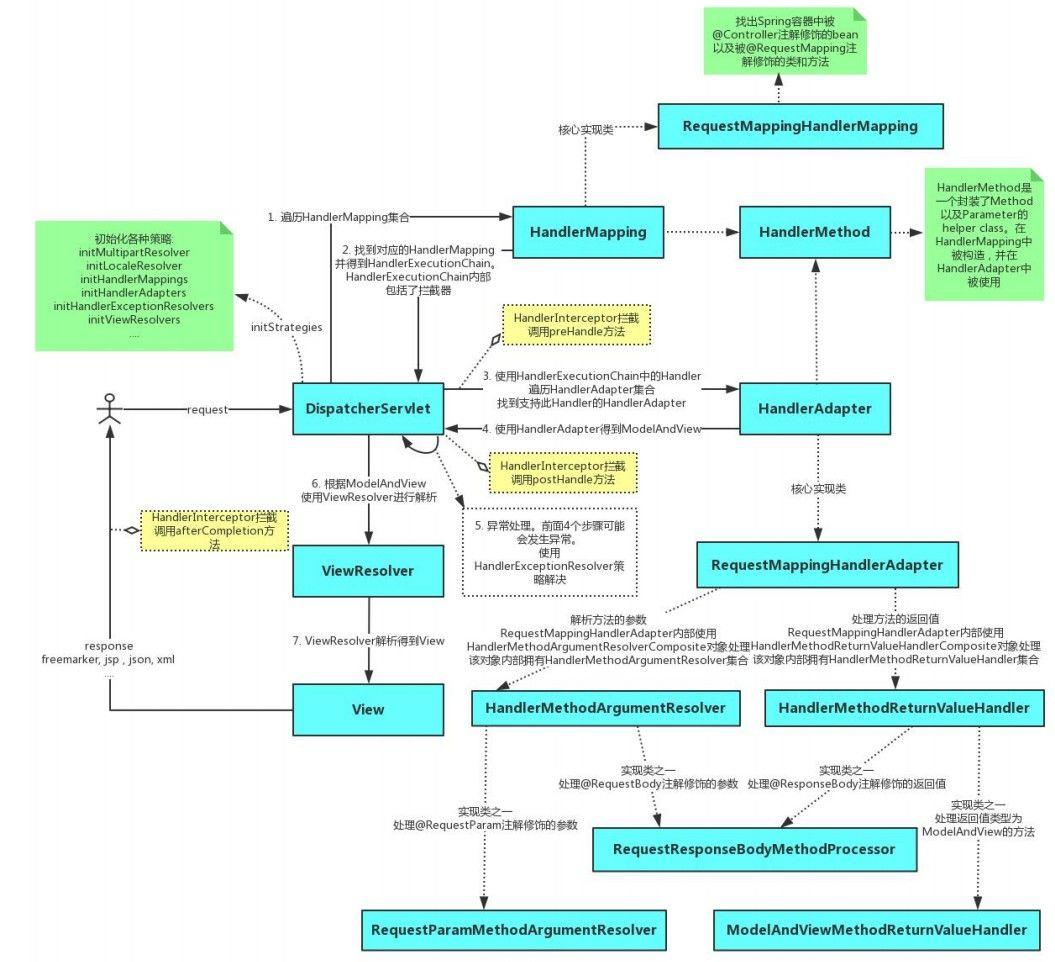 找出Spring容器中被
@Controller注解修饰的bean
以及被@RequestMapping注
解修饰的类和方法
核心实现类
RequestMappingHandlerMapping
HandlerMethod是
一个封装了Method
以及Parameter的
helper class。在
HandlerMapping中
被构造，并在
HandlerAdapter中
被使用
1. 遍历HandlerMapping集合
HandlerMapping
HandlerMethod
初始化各种策略:
initMultipartResolver
initLocaleResolver
initHandlerMappings
initHandlerAdapters
initHandlerExceptionResolvers
initViewResolvers
....
2. 找到对应的HandlerMapping
并得到HandlerExecutionChain。
HandlerExecutionChain内部
包括了拦截器
initStrategies
HandlerInterceptor拦截
调用preHandle方法
3. 使用HandlerExecutionChain中的Handler
遍历HandlerAdapter集合
找到支持此Handler的HandlerAdapter
request
DispatcherServlet
HandlerAdapter
4. 使用HandlerAdapter得到ModelAndView
HandlerInterceptor拦截
调用postHandle方法
6. 根据ModelAndView
使用ViewResolver进行解析
核心实现类
HandlerInterceptor拦截
调用afterCompletion方
法
5. 异常处理。前面4个步骤可能
会发生异常。
使用
HandlerExceptionResolver策
略解决
ViewResolver
RequestMappingHandlerAdapter
response
freemarker, jsp , json, xml
....
7. ViewResolver解析得到View
解析方法的参数
RequestMappingHandlerAdapter内部使用
HandlerMethodArgumentResolverComposite对象处理
该对象内部拥有HandlerMethodArgumentResolver集合
处理方法的返回值
RequestMappingHandlerAdapter内部使用
HandlerMethodReturnValueHandlerComposite对象处理
该对象内部拥有HandlerMethodReturnValueHandler集合
View
HandlerMethodArgumentResolver
HandlerMethodReturnValueHandler
实现类之一
处理@RequestBody注解修饰的参数
实现类之一
处理@ResponseBody注解修饰的返回值
实现类之一
处理@RequestParam注解修饰的参数
实现类之一
处理返回值类型为
ModelAndView的方法
RequestResponseBodyMethodProcessor
RequestParamMethodArgumentResolver
ModelAndViewMethodReturnValueHandler